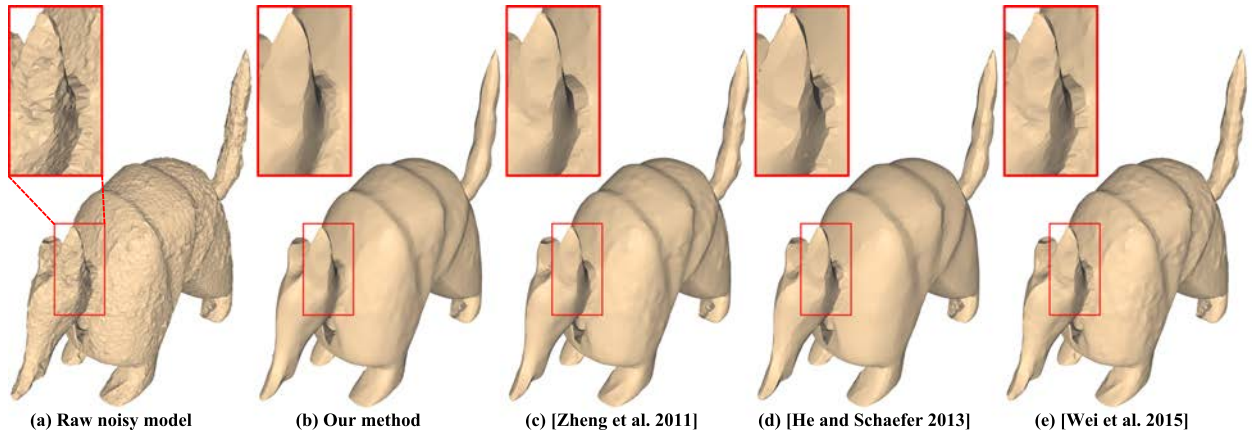 (a) Raw noisy model
(b) Our method
(c) [Zheng et al. 2011]
(d) [He and Schaefer 2013]
(e) [Wei et al. 2015]